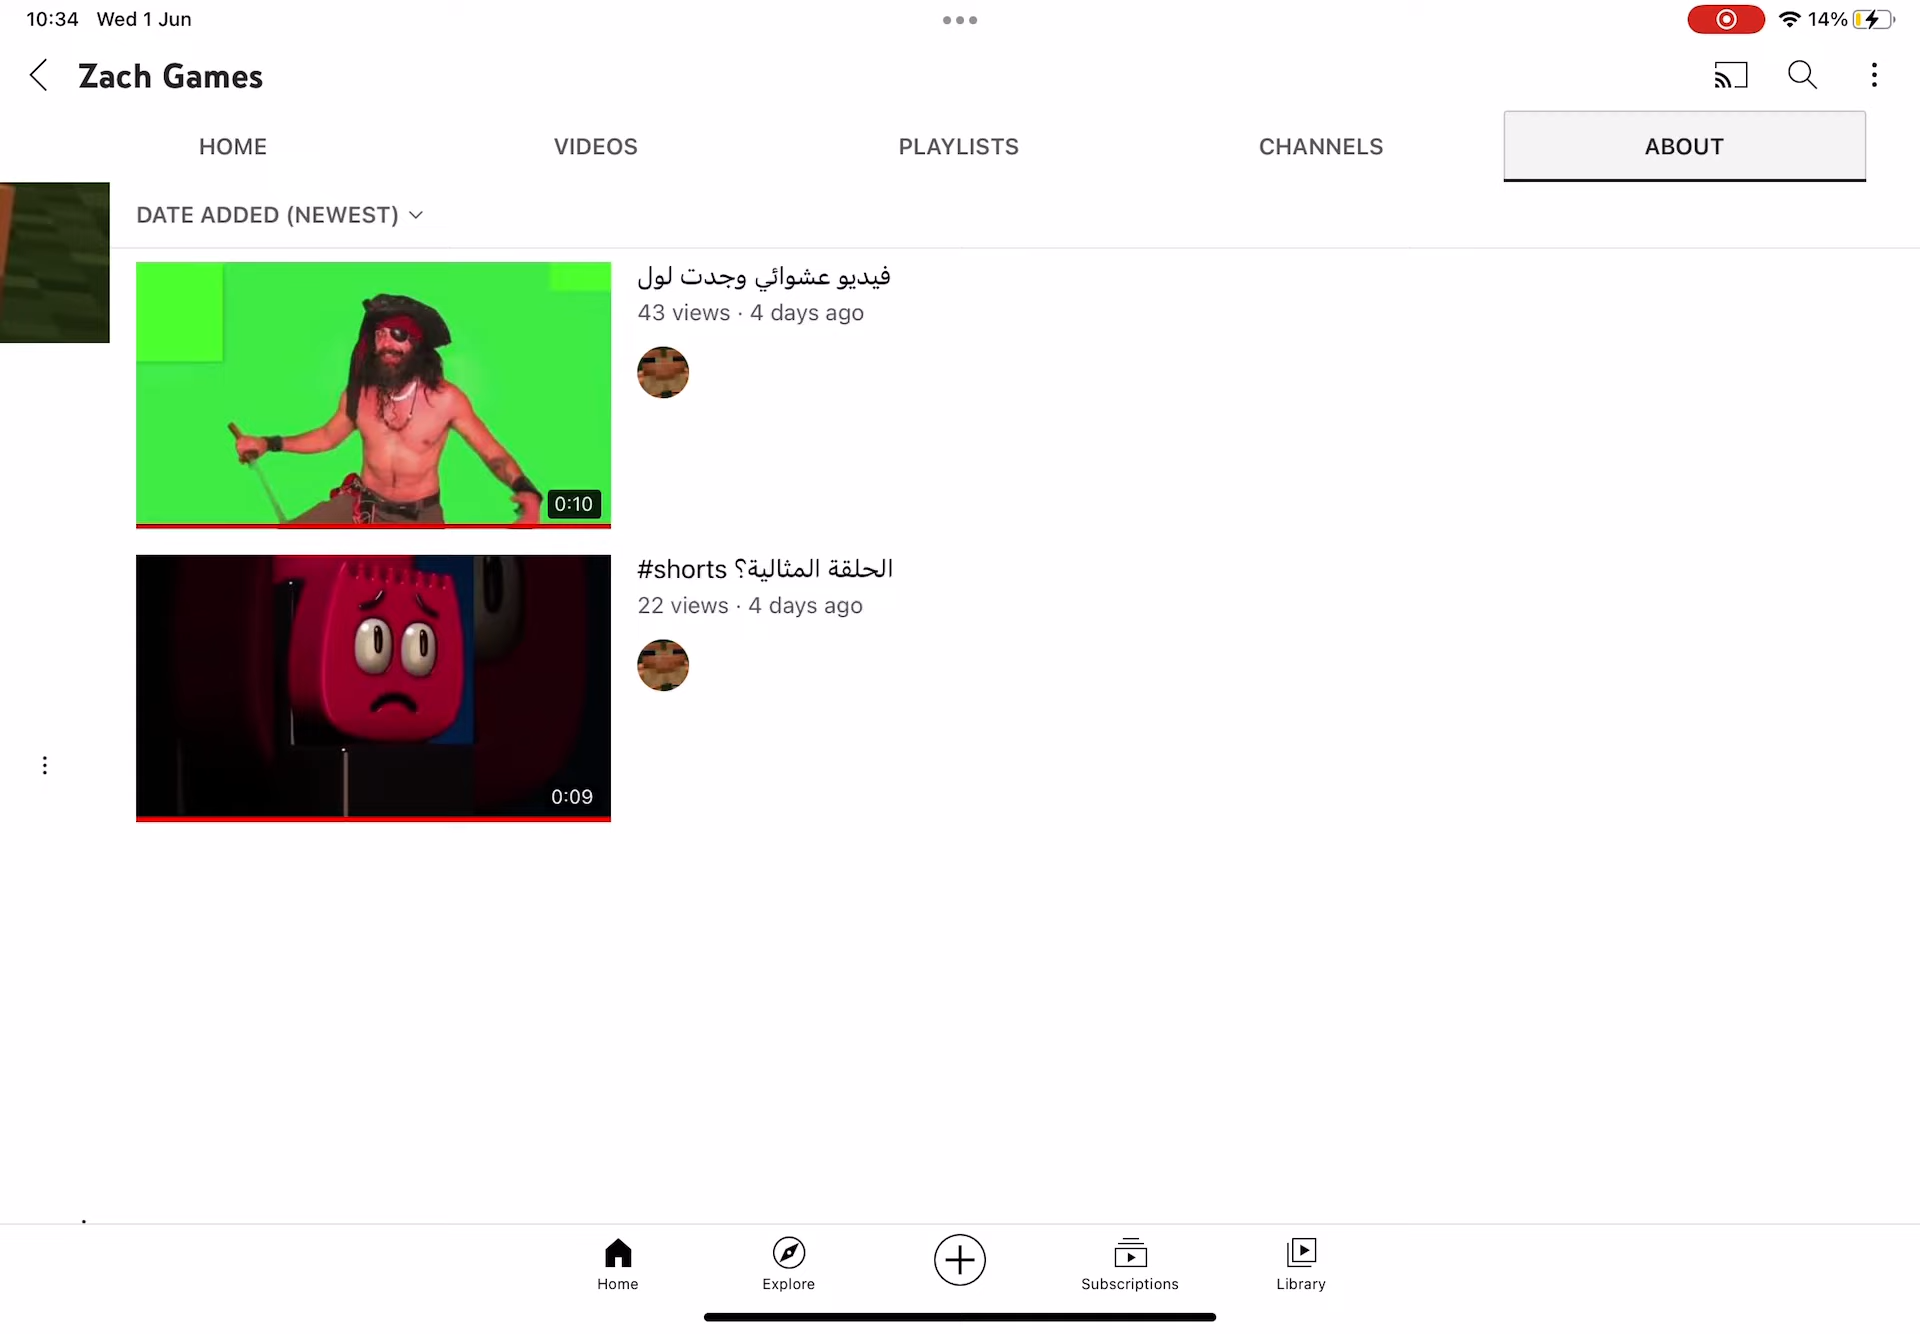 10:34 Wed 1 Jun
14%
Zach Games
HOME
VIDEOS
PLAYLISTS
CHANNELS
ABOUT
DATE ADDED (NEWEST)
فيديو عشوائي وجدت لول
43 views · 4 days ago
0:10
الحلقة المثالية؟ #shorts
22 views · 4 days ago
0:09
Home
Explore
Subscriptions
Library